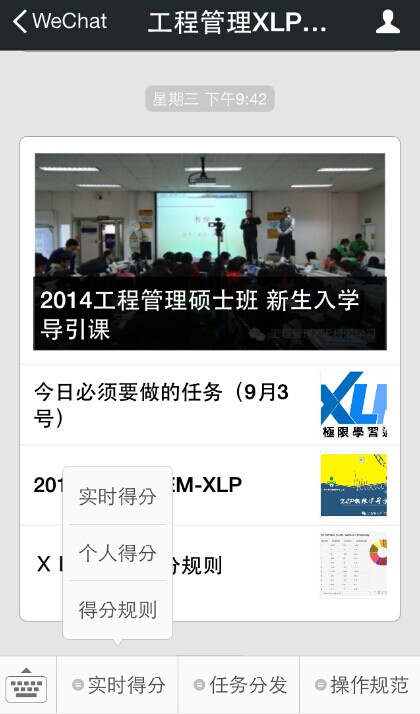 WeChat
工程管理XLP...
星期三 下午9:42
2014工程管理硕士班 新生入学
导引课
今日必须要做的任务（9月3
号）
極限學習
EM-XLP
分规则
实时得分
个人得分
得分规则
实时得分
任务分发
操作规范